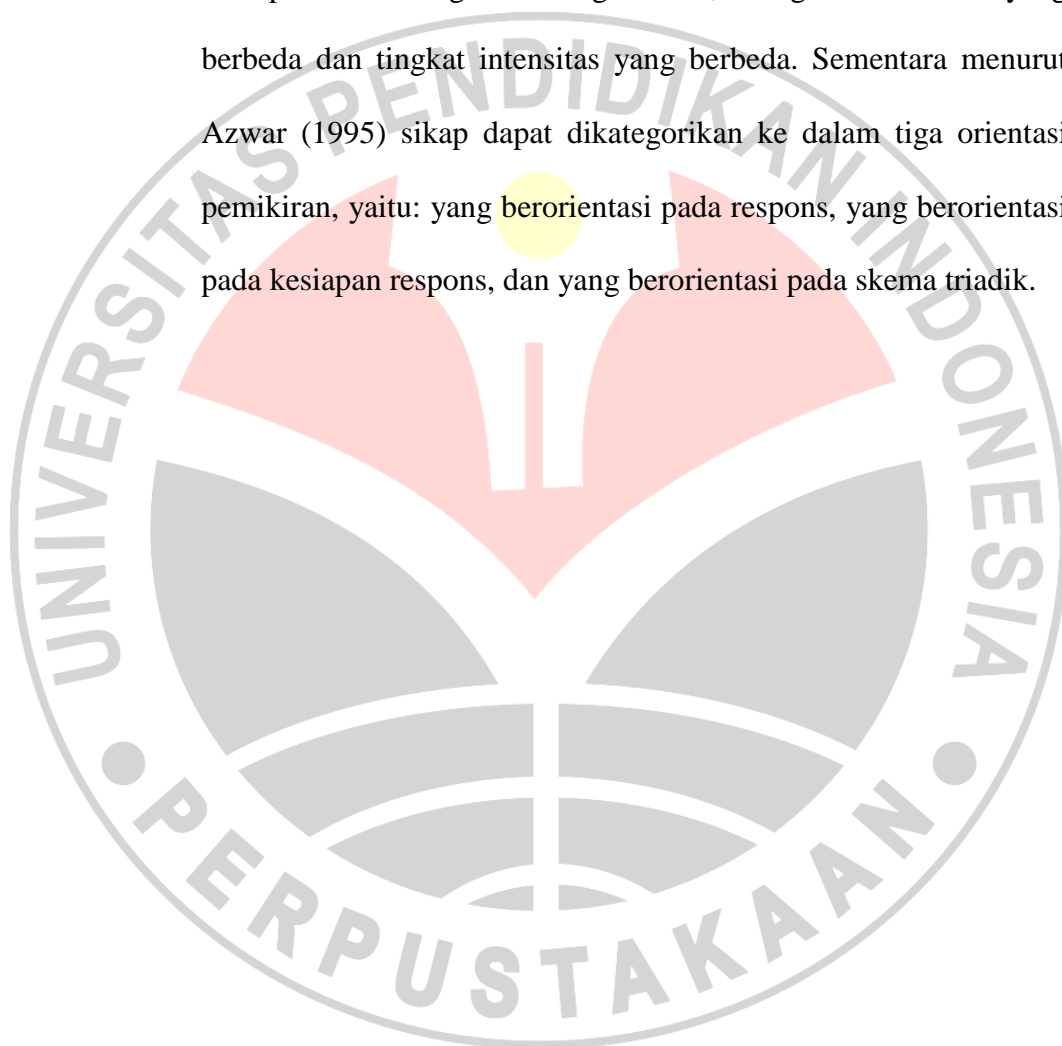 berbeda dan tingkat intensitas yang berbeda. Sementara menurut
Azwar (1995) sikap dapat dikategorikan ke dalam tiga orientasi
pemikiran, yaitu: yang berorientasi pada respons, yang berorientasi
pada kesiapan respons, dan yang berorientasi pada skema triadik.
UNIVERSITAS PENDIDIKAN INDONESIA
PERPUSTAKAAN